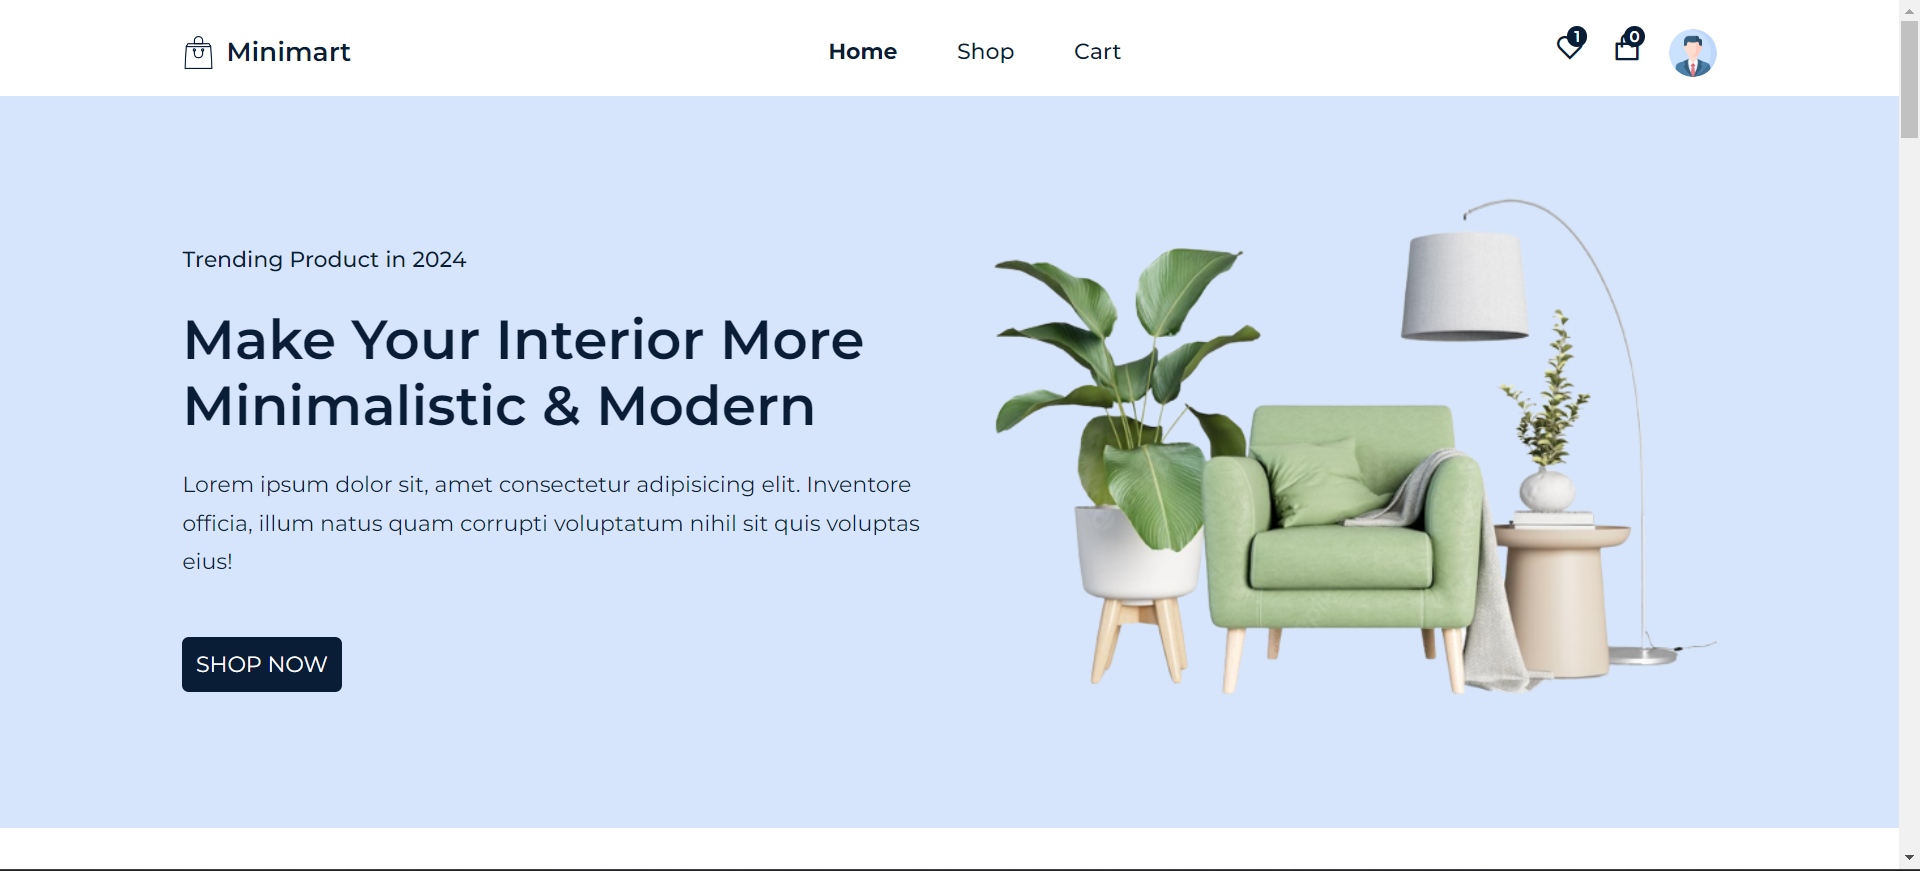 Minimart
Home
Shop
Cart
1
0
Trending Product in 2024
Make Your Interior More
Minimalistic & Modern
Lorem ipsum dolor sit, amet consectetur adipisicing elit. Inventore
officia, illum natus quam corrupti voluptatum nihil sit quis voluptas
eius!
SHOP NOW